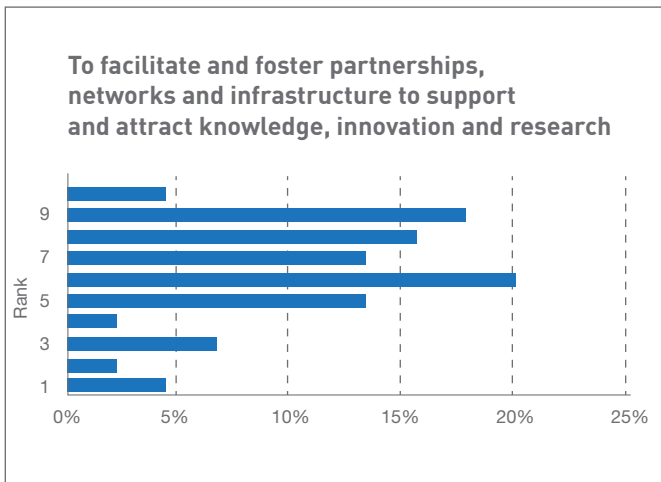 To facilitate and foster partnerships,
networks and infrastructure to support
and attract knowledge, innovation and research
Rank
9
7
5
3
1
0% 5% 10% 15% 20% 25%